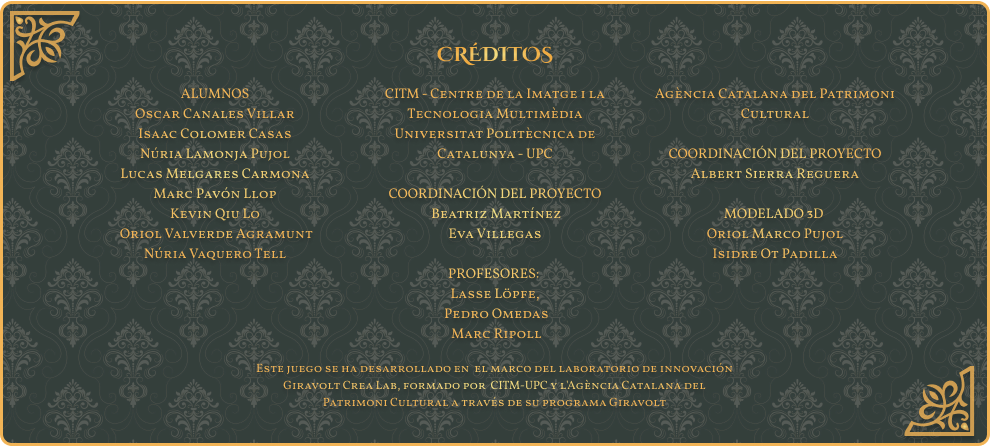 CRÉDITOS
ALUMNOS
Oscar Canales Villar
Isaac Colomer Casas
Núria Lamonja Pujol
Lucas Melgares Carmona
Marc Pavón Llop
Kevin Qiu Lo
Oriol Valverde Agramunt
Núria Vaquero Tell
CITM - Centre de la Imatge i la
Tecnologia Multimèdia
Universitat Politècnica de
Catalunya - UPC
COORDINACIÓN DEL PROYECTO
Beatriz Martínez
Eva Villegas
PROFESORES:
Lasse Löpfe,
Pedro Omedas
Marc Ripoll
Agència Catalana del Patrimoni
Cultural
COORDINACIÓN DEL PROYECTO
Albert Sierra Reguera
MODELADO 3D
Oriol Marco Pujol
Isidre Ot Padilla
Este juego se ha desarrollado en el marco del laboratorio de innovación
Giravolt Crea Lab, formado por CITM-UPC y l'Agència Catalana del
Patrimoni Cultural a través de su programa Giravolt